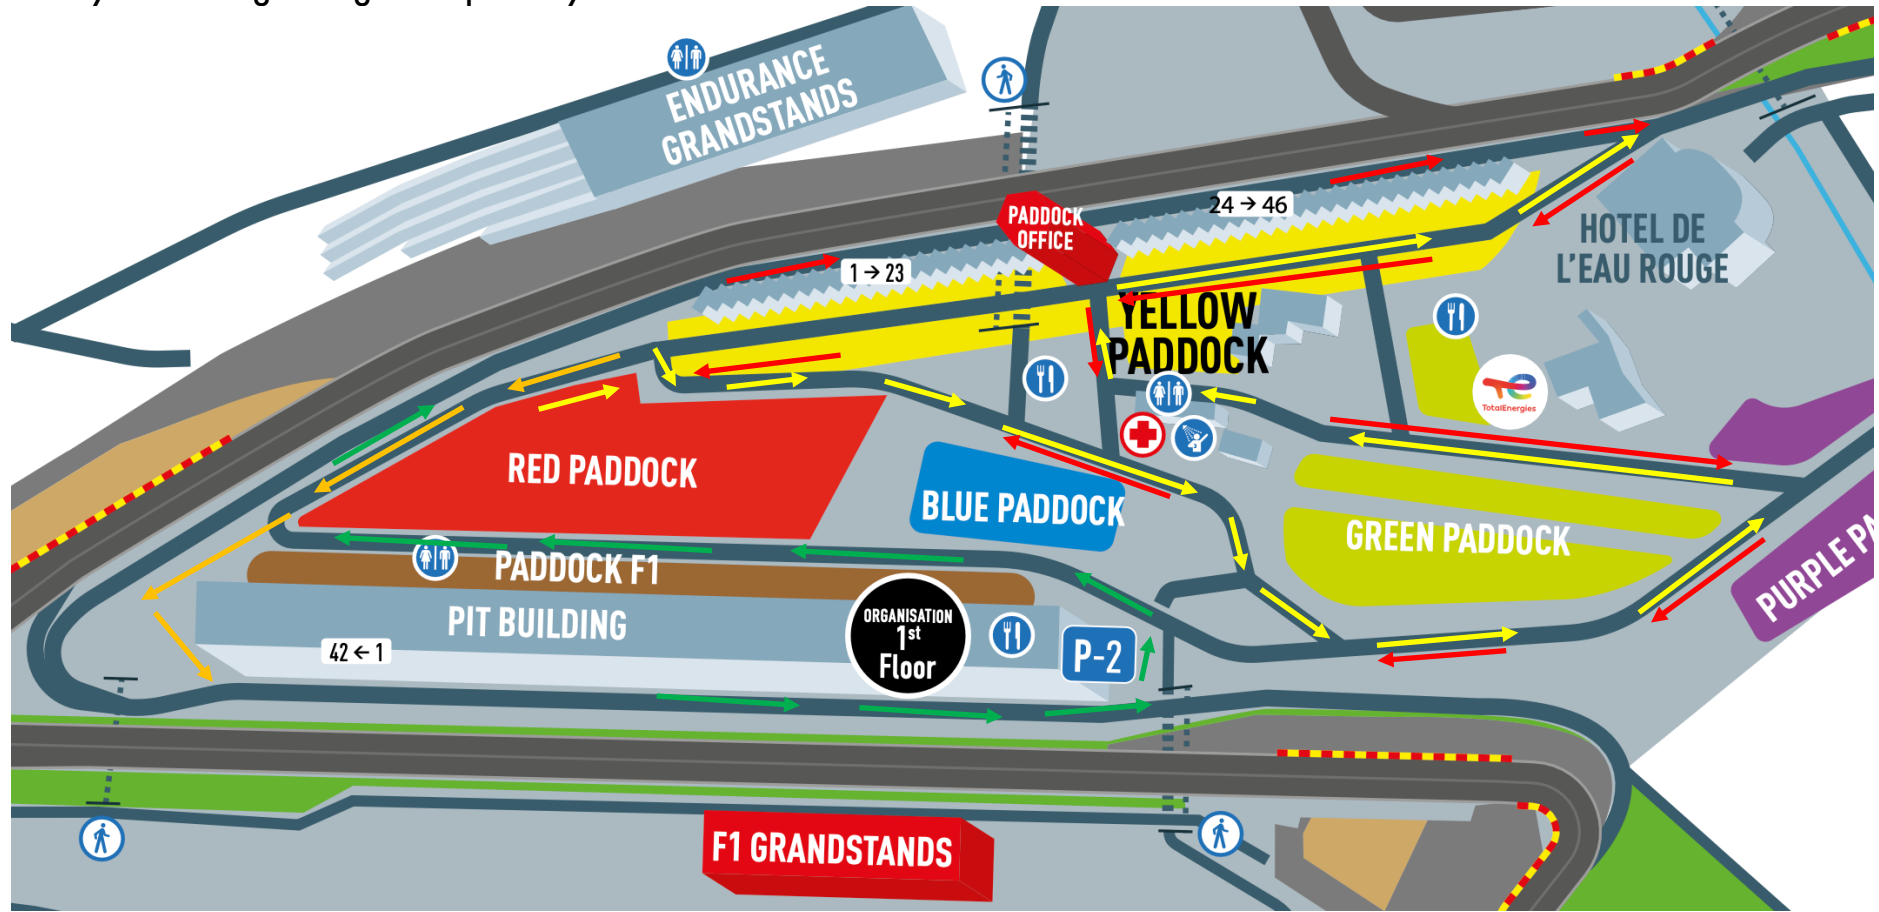 ENDURANCE
GRANDSTANDS
PADDOCK
OFFICE
24 → 46
1 → 23
HOTEL DE
L'EAU ROUGE
YELLOW
PADDOCK
TotalEnergies
RED PADDOCK
BLUE PADDOCK
GREEN PADDOCK
PURPLE PA
PADDOCK F1
PIT BUILDING
42 ← 1
ORGANISATION
1st
Floor
P-2
F1 GRANDSTANDS